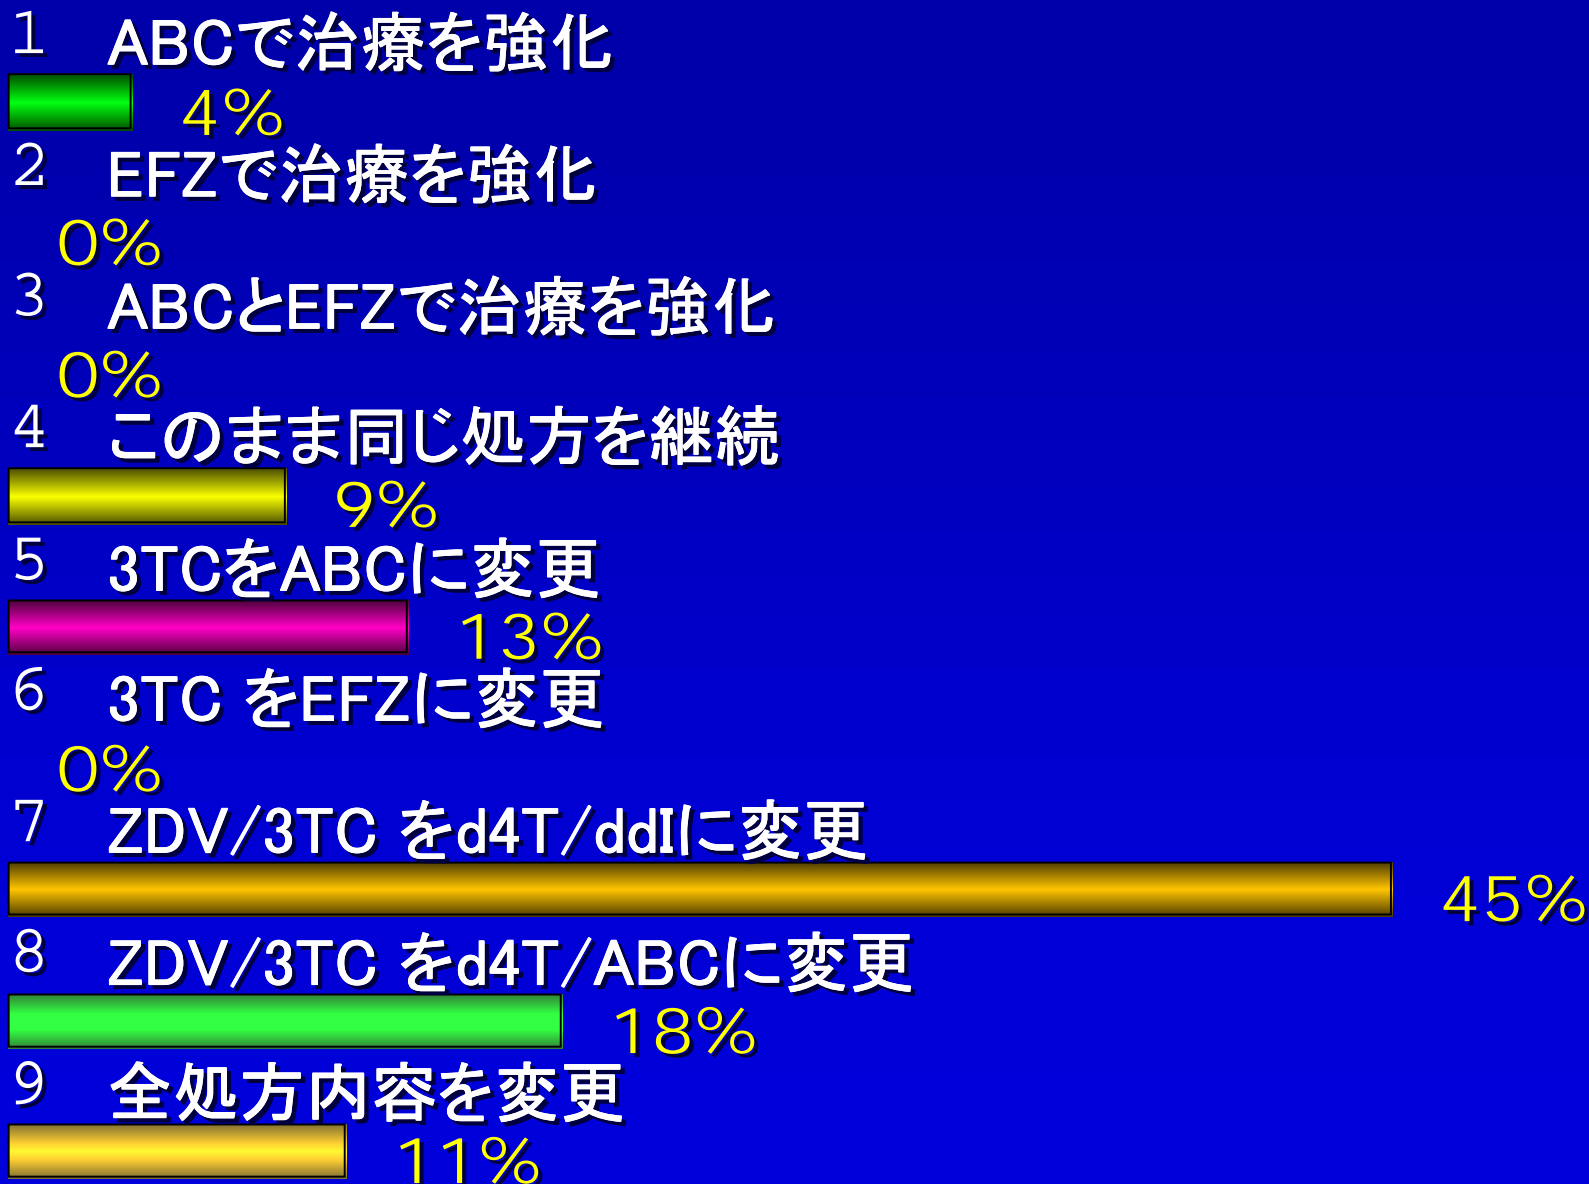 1 ABCで治療を強化
4%
2 EFZで治療を強化
0%
3 ABCとEFZで治療を強化
0%
4 このまま同じ処方を継続
9%
5 3TCをABCに変更
13%
6 3TC をEFZに変更
0%
7 ZDV/3TC をd4T/ddIに変更
45%
8 ZDV/3TC をd4T/ABCに変更
18%
9 全処方内容を変更
11%